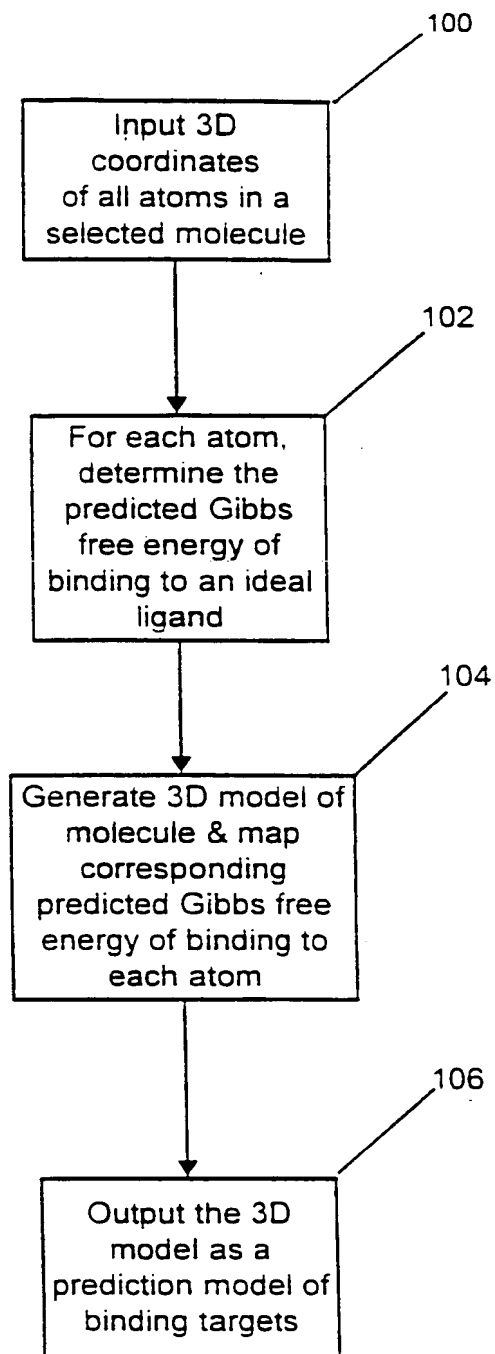 100
Input 3D
coordinates
of all atoms in a
selected molecule
102
For each atom,
determine the
predicted Gibbs
free energy of
binding to an ideal
ligand
104
Generate 3D model of
molecule & map
corresponding
predicted Gibbs free
energy of binding to
each atom
106
Output the 3D
model as a
prediction model of
binding targets